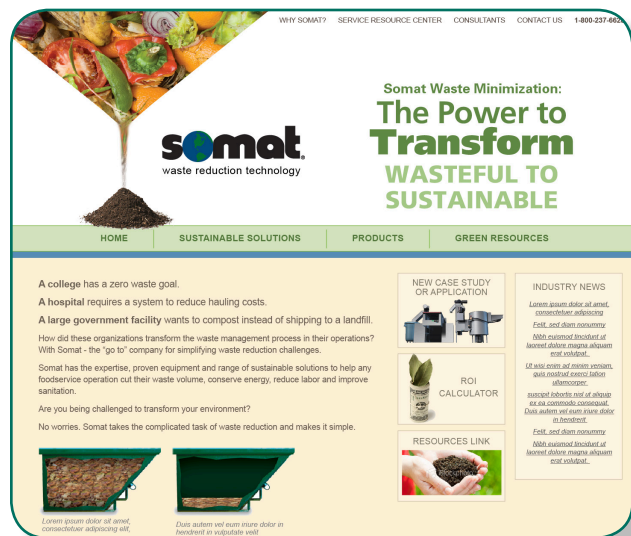 WHY SOMAT? SERVICE RESOURCE CENTER CONSULTANTS CONTACT US 1-800-237-662
Somat Waste Minimization:
The Power to
Transform
WASTEFUL TO
SUSTAINABLE
somat.
waste reduction technology
HOME SUSTAINABLE SOLUTIONS PRODUCTS GREEN RESOURCES
A college has a zero waste goal.
A hospital requires a system to reduce hauling costs.
A large government facility wants to compost instead of shipping to a landfill.
How did these organizations transform the waste management process in their operations?
With Somat - the "go to" company for simplifying waste reduction challenges.
Somat has the expertise, proven equipment and range of sustainable solutions to help any
foodservice operation cut their waste volume, conserve energy, reduce labor and improve
sanitation.
Are you being challenged to transform your environment?
No worries. Somat takes the complicated task of waste reduction and makes it simple.
Lorem ipsum dolor sit amet,
consectetuer adipiscing elit,
Duis autem vel eum iriure dolor in
hendrerit in vulputate velit
NEW CASE STUDY
OR APPLICATION
ROI
CALCULATOR
RESOURCES LINK
INDUSTRY NEWS
Lorem ipsum dolor sit amet,
consectetuer adipiscing
Felit, sed diam nonummy
Nibh euismod tincidunt ut
laoreet dolore magna aliquam
erat volutpat.
Ut wisi enim ad minim veniam,
quis nostrud exerci tation
ullamcorper
suscipit lobortis nisl ut aliquip
ex ea commodo consequat.
Duis autem vel eum iriure dolor
in hendrerit
Felit, sed diam nonummy
Nibh euismod tincidunt ut
laoreet dolore magna aliquam
erat volutpat.